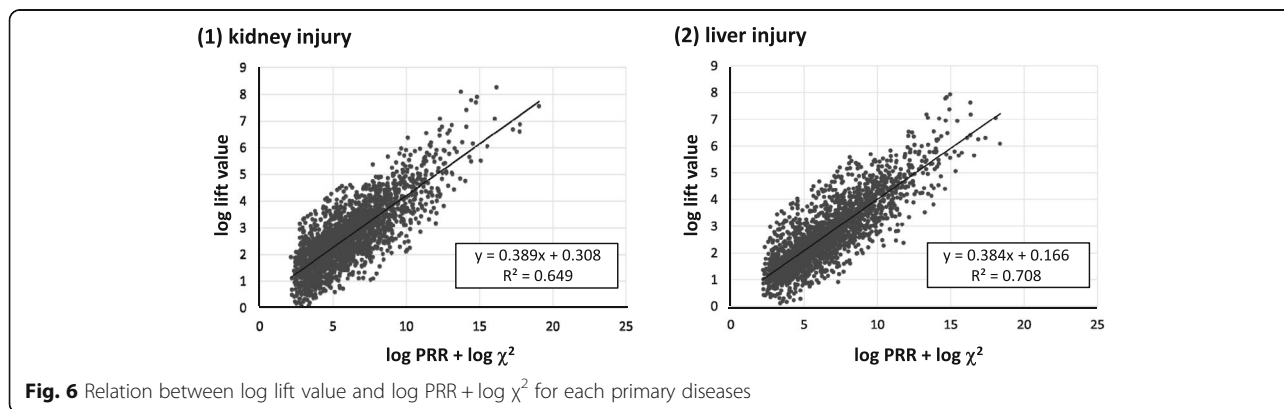 (1) kidney injury
9
8
7
6
5
4
3
2
1
0
log lift value
y = 0.389x + 0.308
R² = 0.649
0 5 10 15 20 25
log PRR + log χ²
(2) liver injury
9
8
7
6
5
4
3
2
1
0
log lift value
y = 0.384x + 0.166
R² = 0.708
0 5 10 15 20 25
log PRR + log χ²
Fig. 6 Relation between log lift value and log PRR + log χ² for each primary diseases